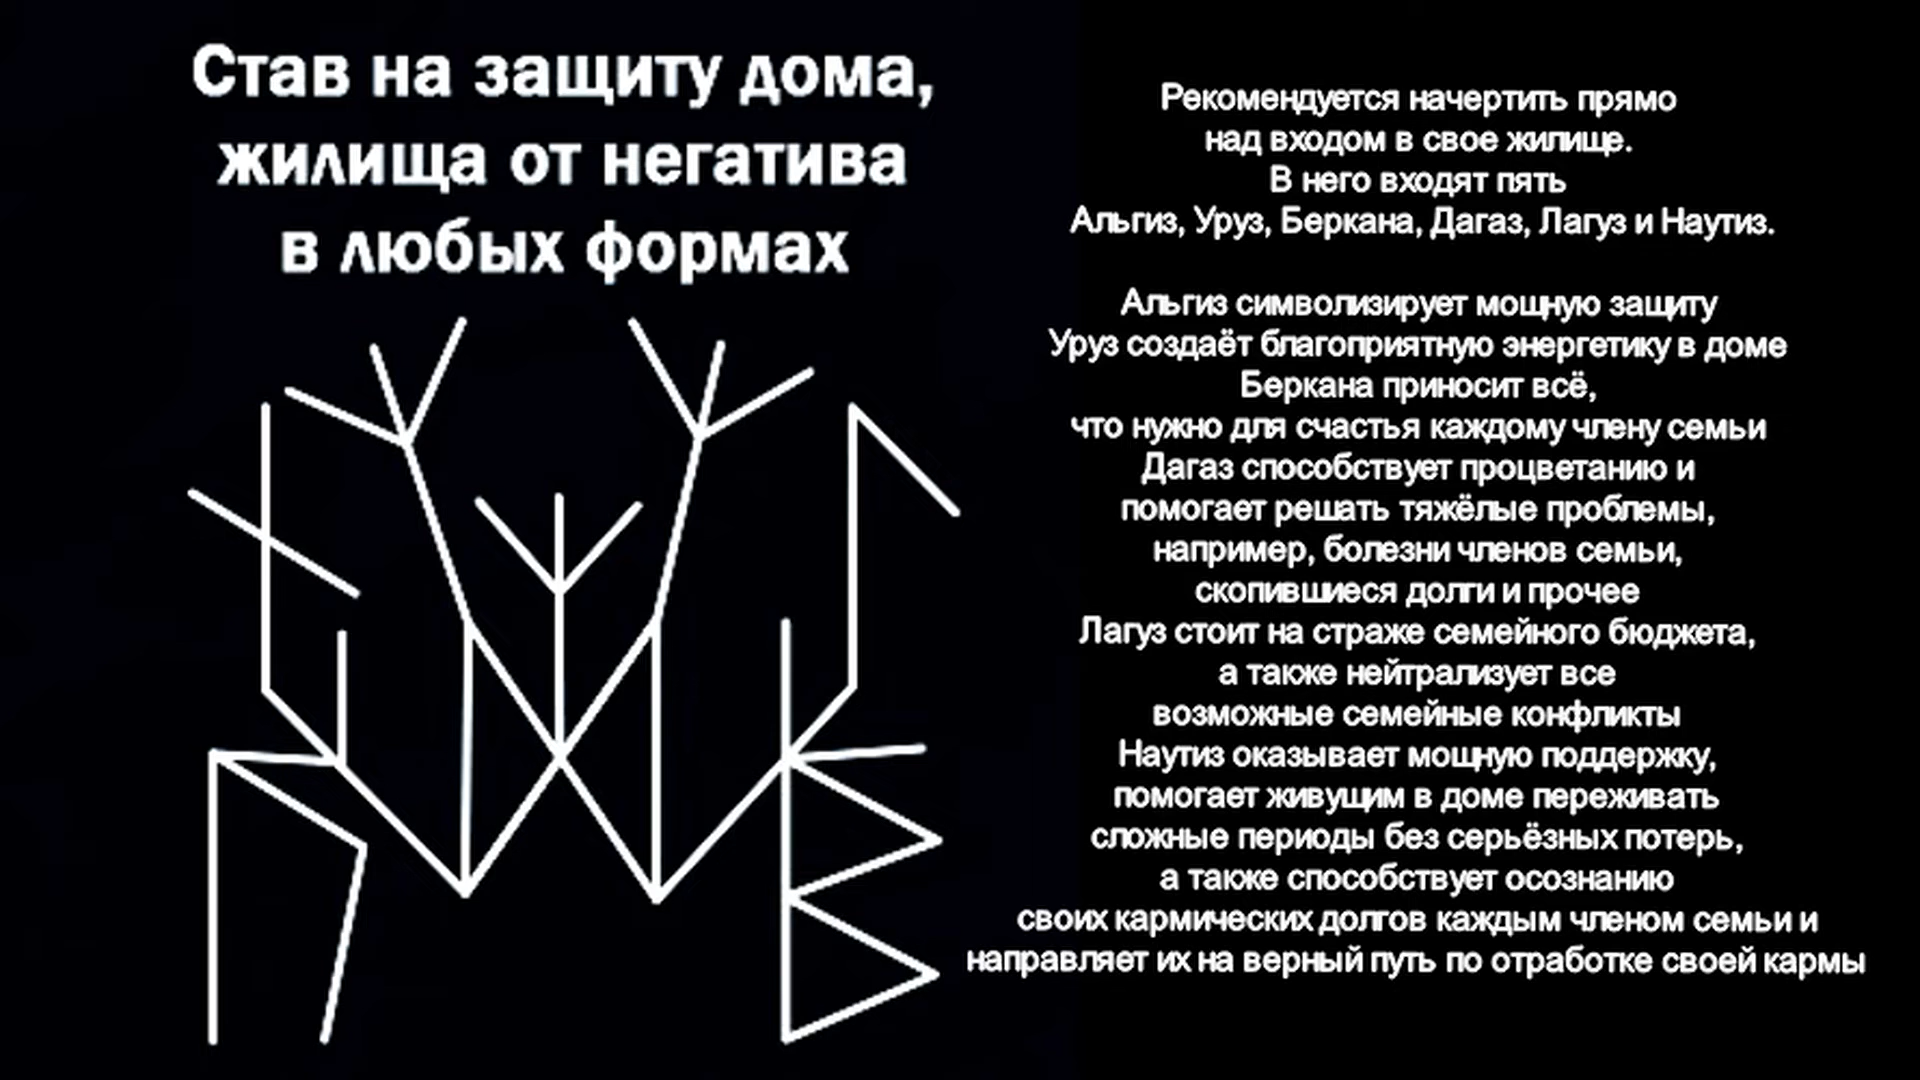 Став на защиту дома,
жилища от негатива
в любых формах
Рекомендуется начертить прямо
над входом в свое жилище.
В него входят пять
Альгиз, Уруз, Беркана, Дагаз, Лагуз и Наутиз.
Альгиз символизирует мощную защиту
Уруз создаёт благоприятную энергетику в доме
Беркана приносит всё,
что нужно для счастья каждому члену семьи
Дагаз способствует процветанию и
помогает решать тяжёлые проблемы,
например, болезни членов семьи,
скопившиеся долги и прочее
Лагуз стоит на страже семейного бюджета,
а также нейтрализует все
возможные семейные конфликты
Наутиз оказывает мощную поддержку,
помогает живущим в доме переживать
сложные периоды без серьёзных потерь,
а также способствует осознанию
своих кармических долгов каждым членом семьи и
направляет их на верный путь по отработке своей кармы